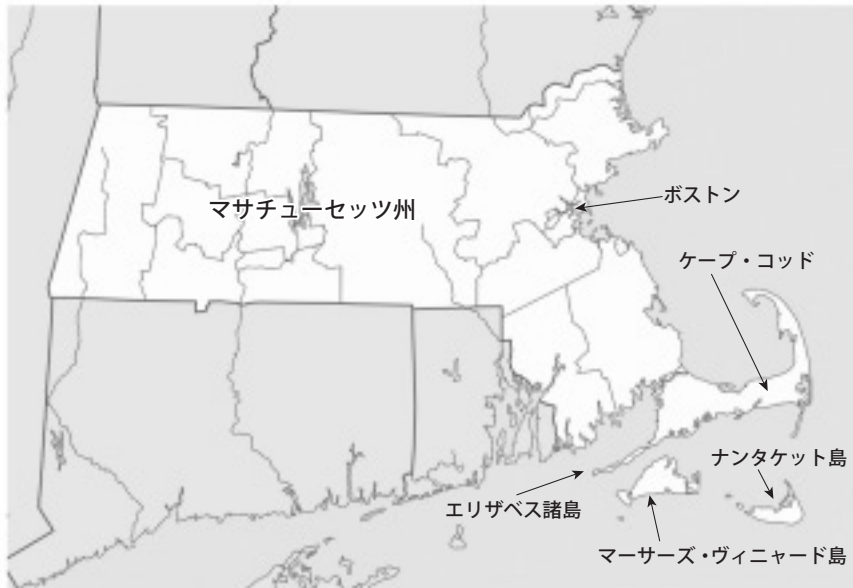 マサチューセッツ州
ボストン
ケープ・コッド
ナンタケット島
エリザベス諸島
マーサーズ・ヴィニャード島